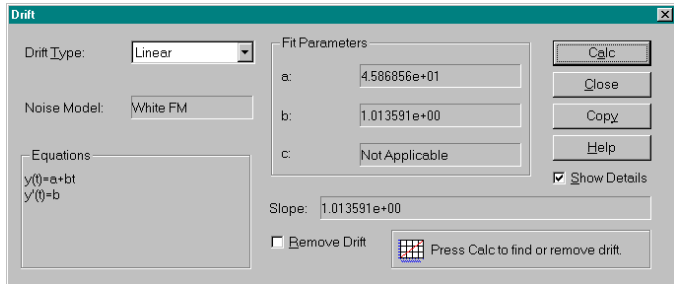 Drift
Drift Type: Linear
Noise Model: White FM
Equations
y(t)=a+bt
y'(t)=b
Fit Parameters
a: 4.586856e+01
b: 1.013591e+00
c: Not Applicable
Slope: 1.013591e+00
Remove Drift
Press Calc to find or remove drift.
Calc
Close
Copy
Help
Show Details